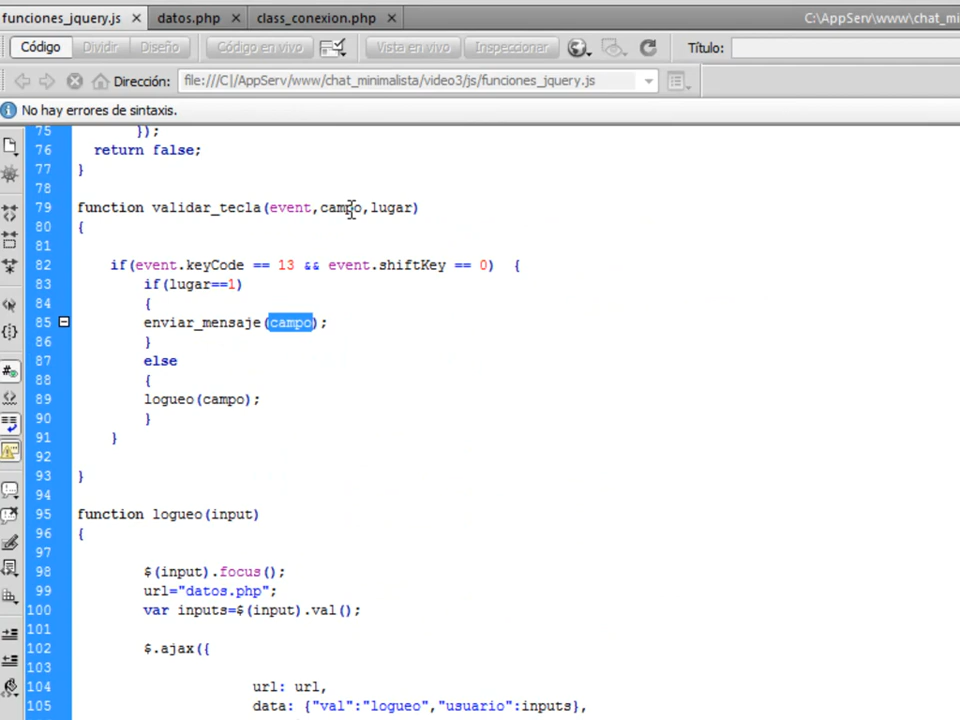 funciones_jquery.js × datos.php × class_conexion.php × C:\AppServ\www\chat_mi
Código Dividir Diseño Código en vivo Vista en vivo Inspeccionar Título:
Dirección: file:///C|/AppServ/www/chat_minimalista/video3/js/funciones_jquery.js
No hay errores de sintaxis.
75 });
76 return false;
77 }
78
79 function validar_tecla(event,campo,lugar)
80 {
81
82 if(event.keyCode == 13 && event.shiftKey == 0) {
83 if(lugar==1)
84 {
85 enviar_mensaje(campo);
86 }
87 else
88 {
89 logueo(campo);
90 }
91 }
92
93 }
94
95 function logueo(input)
96 {
97
98 $(input).focus();
99 url="datos.php";
100 var inputs=$(input).val();
101
102 $.ajax({
103
104 url: url,
105 data: {"val":"logueo","usuario":inputs},